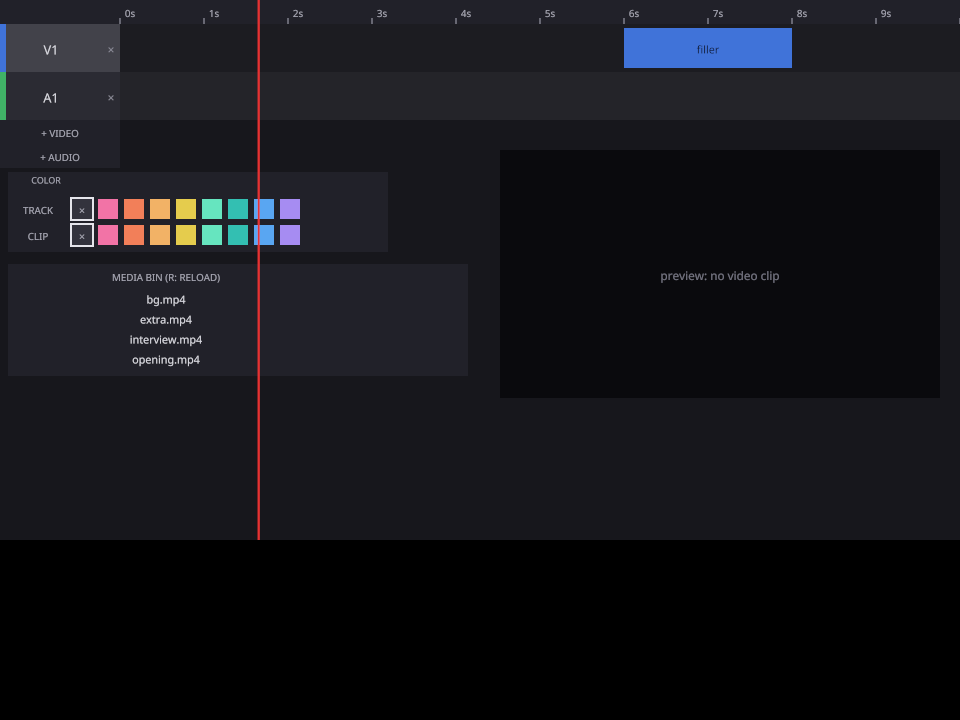 0s 1s 2s 3s 4s 5s 6s 7s 8s 9s
V1 × filler
A1 ×
+ VIDEO
+ AUDIO
COLOR
TRACK ×
CLIP ×
MEDIA BIN (R: RELOAD)
bg.mp4
extra.mp4
interview.mp4
opening.mp4
preview: no video clip